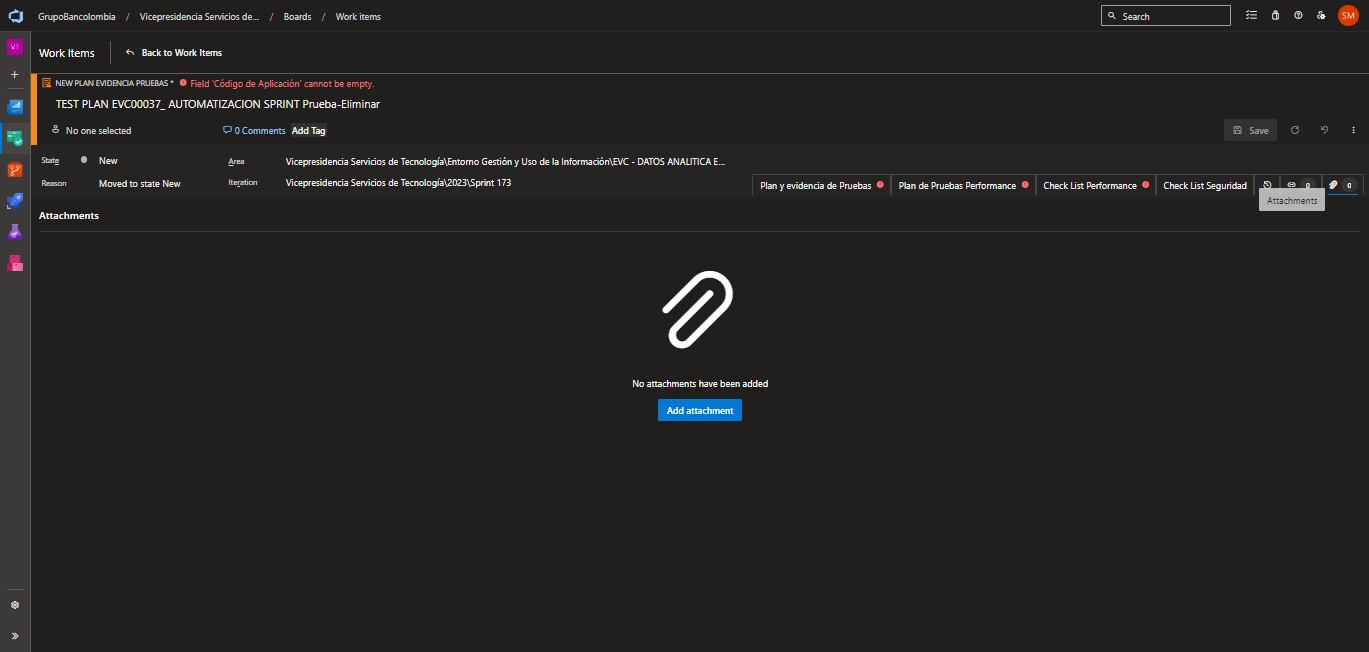 GrupoBancolombia / Vicepresidencia Servicios de... / Boards / Work items
Search
SM
VT
Work Items
Back to Work Items
NEW PLAN EVIDENCIA PRUEBAS * Field 'Código de Aplicación' cannot be empty.
TEST PLAN EVC00037_ AUTOMATIZACION SPRINT Prueba-Eliminar
No one selected
0 Comments
Add Tag
Save
State
New
Area
Vicepresidencia Servicios de Tecnología\Entorno Gestión y Uso de la Información\EVC - DATOS ANALITICA E...
Reason
Moved to state New
Iteration
Vicepresidencia Servicios de Tecnología\2023\Sprint 173
Plan y evidencia de Pruebas
Plan de Pruebas Performance
Check List Performance
Check List Seguridad
0
0
Attachments
Attachments
No attachments have been added
Add attachment